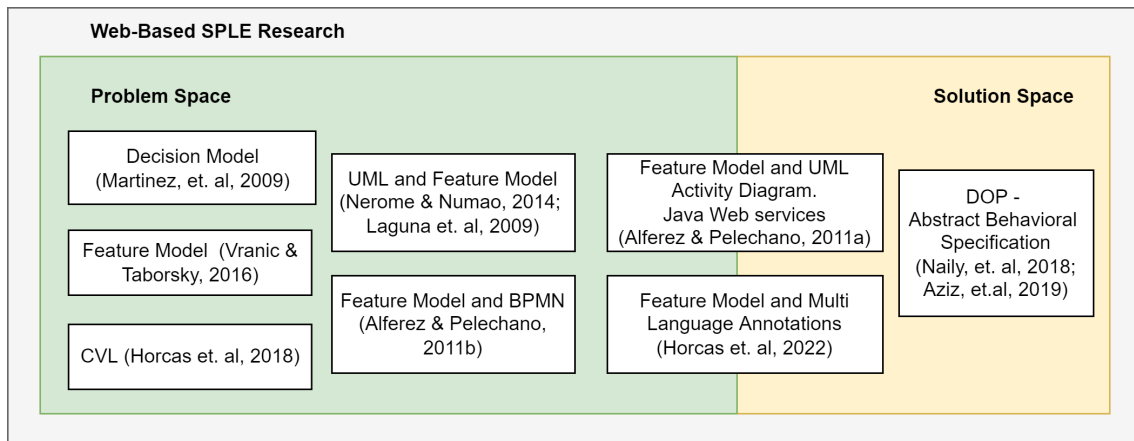 Web-Based SPLE Research
Problem Space
Solution Space
Decision Model
(Martinez, et. al, 2009)
Feature Model  (Vranic &
Taborsky, 2016)
CVL (Horcas et. al, 2018)
UML and Feature Model
(Nerome & Numao, 2014;
Laguna et. al, 2009)
Feature Model and BPMN
(Alferez & Pelechano,
2011b)
Feature Model and UML
Activity Diagram.
Java Web services
(Alferez & Pelechano, 2011a)
Feature Model and Multi
Language Annotations
(Horcas et. al, 2022)
DOP -
Abstract Behavioral
Specification
(Naily, et. al, 2018;
Aziz, et.al, 2019)